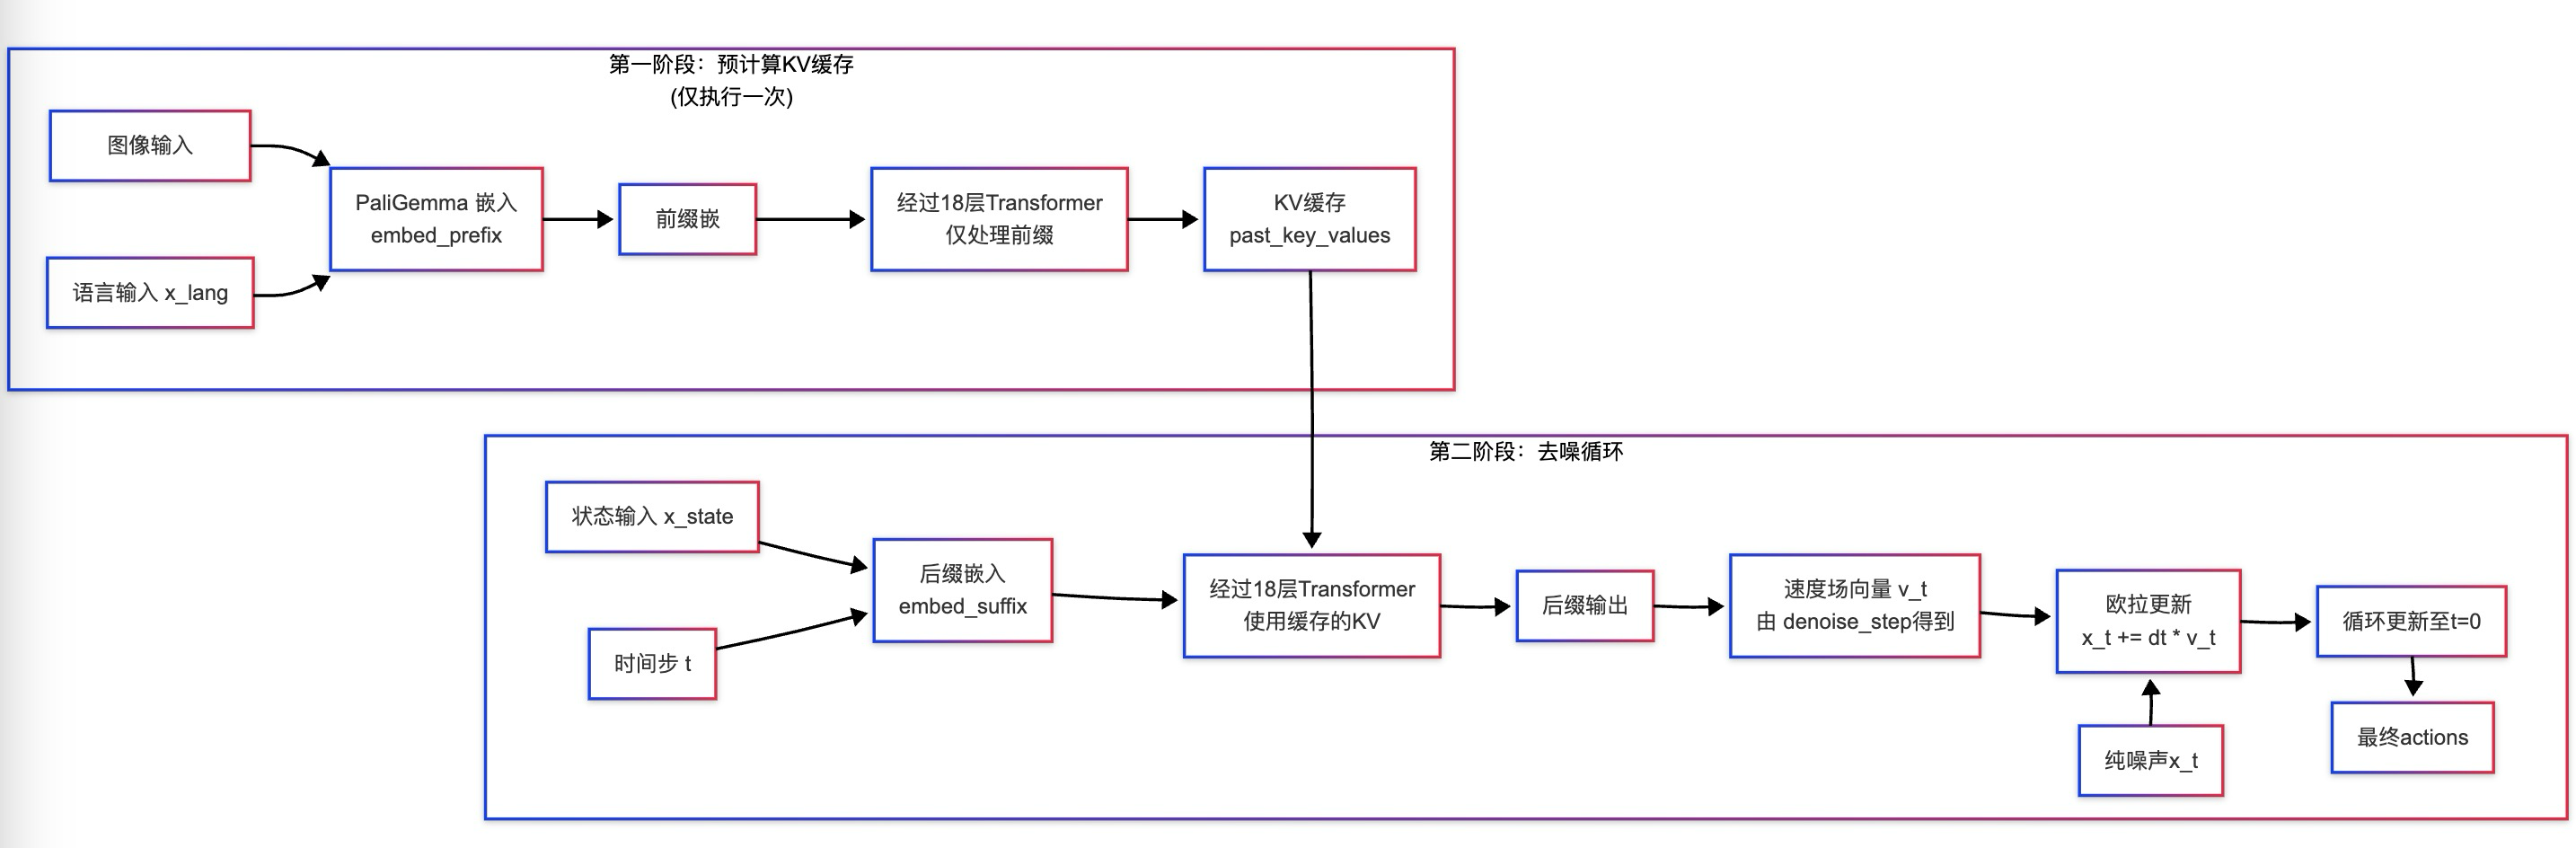 第一阶段：预计算KV缓存
(仅执行一次)
图像输入
语言输入 x_lang
PaliGemma 嵌入
embed_prefix
前缀嵌
经过18层Transformer
仅处理前缀
KV缓存
past_key_values
第二阶段：去噪循环
状态输入 x_state
时间步 t
后缀嵌入
embed_suffix
经过18层Transformer
使用缓存的KV
后缀输出
速度场向量 v_t
由 denoise_step得到
欧拉更新
x_t += dt * v_t
纯噪声x_t
循环更新至t=0
最终actions